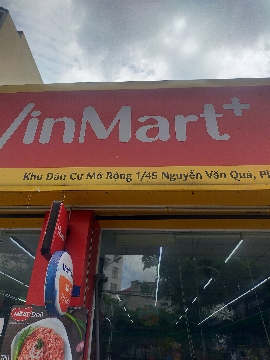 VinMart+
Khu Dân Cư Mở Rộng 1/45 Nguyễn Văn Quá, P